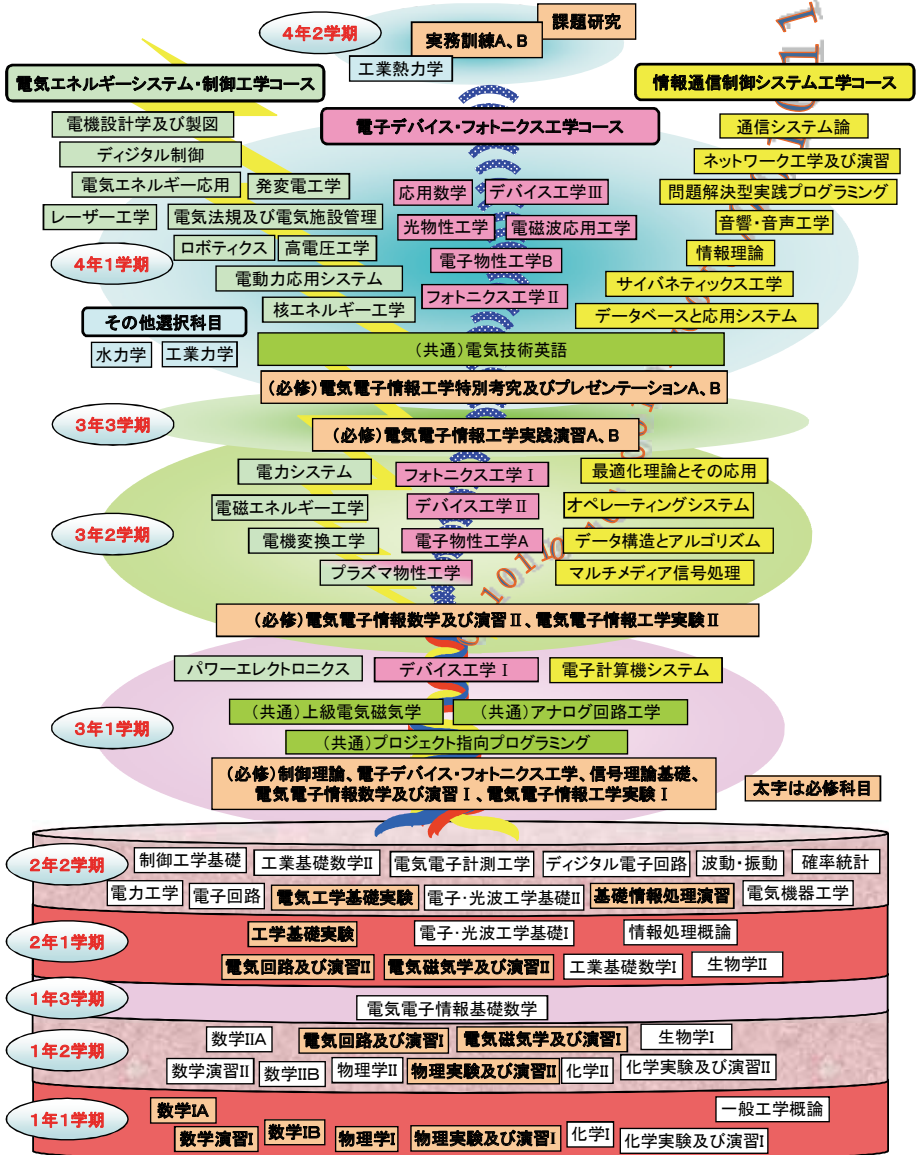 4年2学期
課題研究
実務訓練A、B
工業熱力学
電気エネルギーシステム・制御工学コース
情報通信制御システム工学コース
電子デバイス・フォトニクス工学コース
電機設計学及び製図
通信システム論
ディジタル制御
ネットワーク工学及び演習
電気エネルギー応用
発変電工学
応用数学
デバイス工学Ⅲ
問題解決型実践プログラミング
レーザー工学
電気法規及び電気施設管理
光物性工学
電磁波応用工学
音響・音声工学
4年1学期
ロボティクス
高電圧工学
電子物性工学B
情報理論
電動力応用システム
フォトニクス工学Ⅱ
サイバネティックス工学
核エネルギー工学
データベースと応用システム
その他選択科目
水力学
工業力学
(共通)電気技術英語
(必修)電気電子情報工学特別考究及びプレゼンテーションA、B
3年3学期
(必修)電気電子情報工学実践演習A、B
3年2学期
電力システム
フォトニクス工学Ⅰ
最適化理論とその応用
電磁エネルギー工学
デバイス工学Ⅱ
オペレーティングシステム
電機変換工学
電子物性工学A
データ構造とアルゴリズム
プラズマ物性工学
マルチメディア信号処理
(必修)電気電子情報数学及び演習Ⅱ、電気電子情報工学実験Ⅱ
3年1学期
パワーエレクトロニクス
デバイス工学Ⅰ
電子計算機システム
(共通)上級電気磁気学
(共通)アナログ回路工学
(共通)プロジェクト指向プログラミング
(必修)制御理論、電子デバイス・フォトニクス工学、信号理論基礎、
電気電子情報数学及び演習Ⅰ、電気電子情報工学実験Ⅰ
太字は必修科目
2年2学期
制御工学基礎
工業基礎数学II
電気電子計測工学
ディジタル電子回路
波動・振動
確率統計
電力工学
電子回路
電気工学基礎実験
電子・光波工学基礎II
基礎情報処理演習
電気機器工学
2年1学期
工学基礎実験
電子・光波工学基礎I
情報処理概論
電気回路及び演習II
電気磁気学及び演習II
工業基礎数学I
生物学II
1年3学期
電気電子情報基礎数学
1年2学期
数学IIA
電気回路及び演習I
電気磁気学及び演習I
生物学I
数学演習II
数学IIB
物理学II
物理実験及び演習II
化学II
化学実験及び演習II
1年1学期
数学IA
一般工学概論
数学演習I
数学IB
物理学I
物理実験及び演習I
化学I
化学実験及び演習I